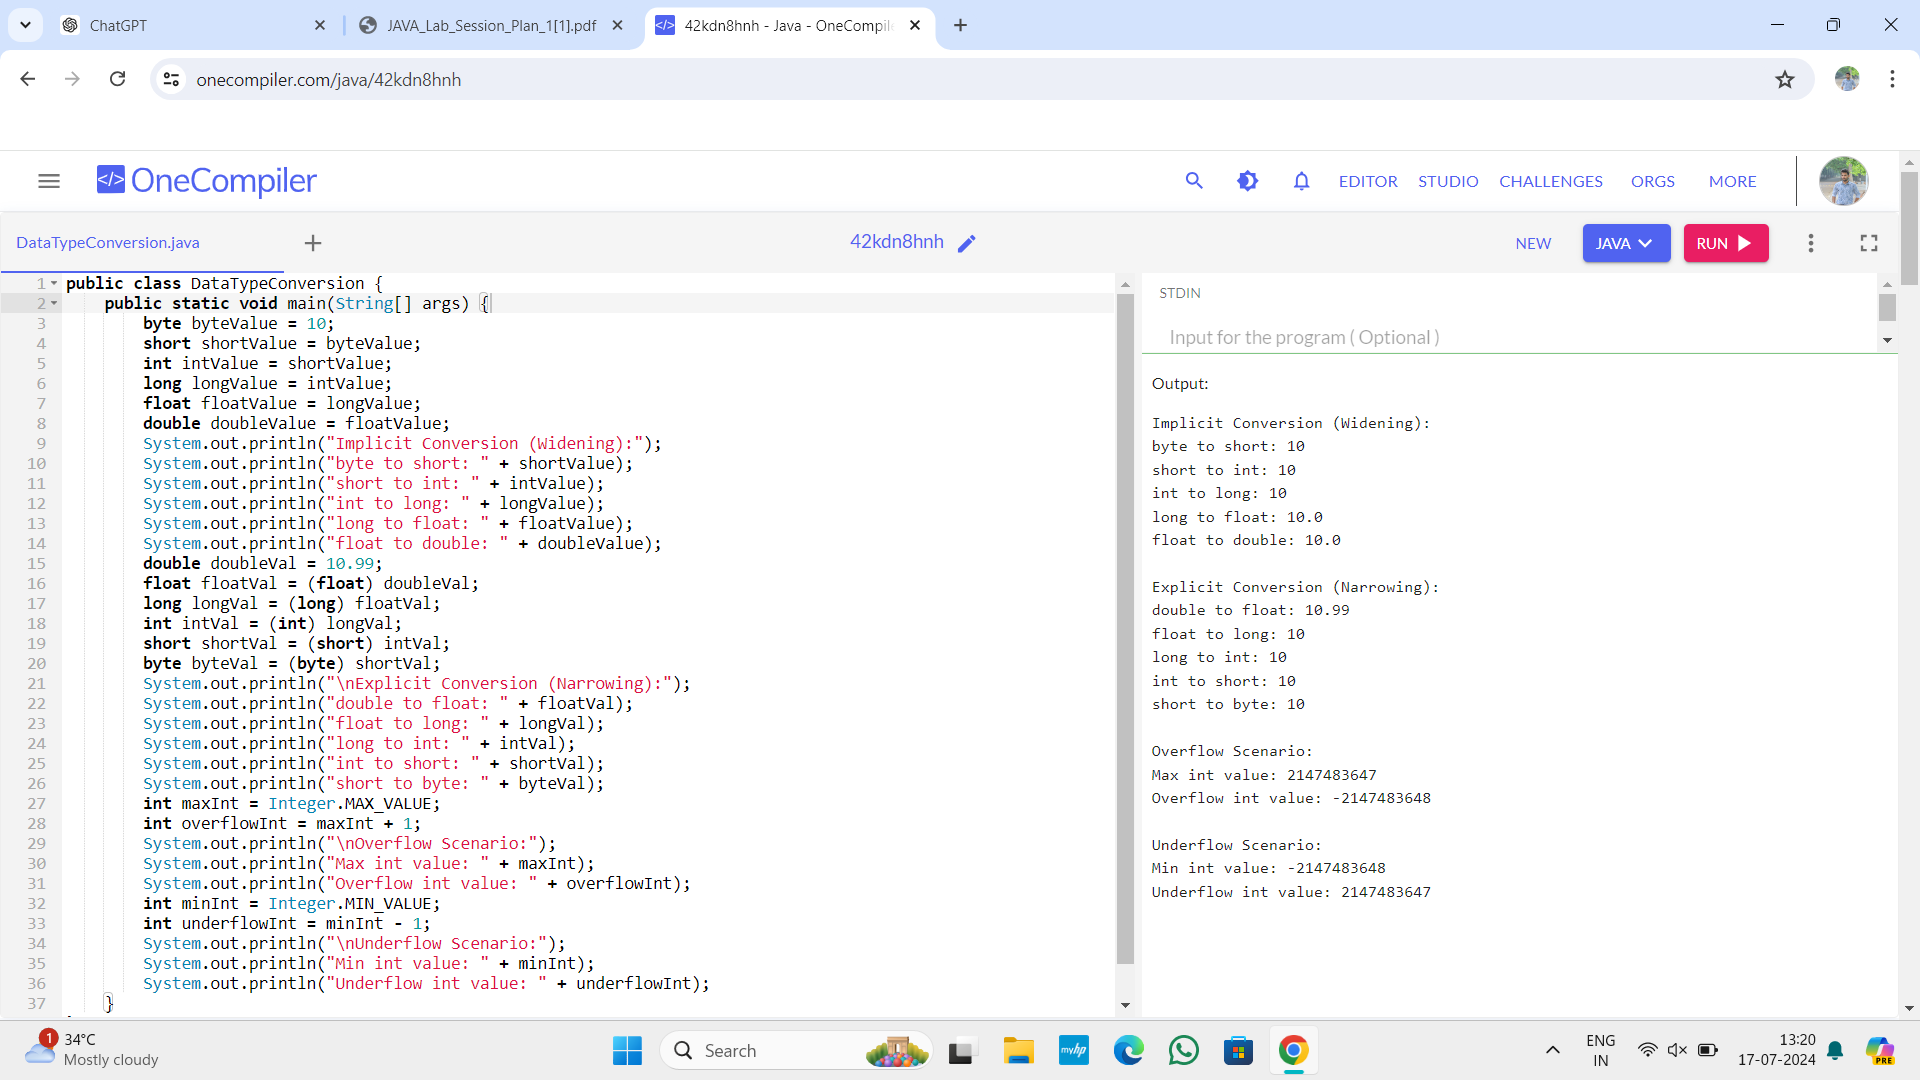 ChatGPT
JAVA_Lab_Session_Plan_1[1].pdf
42kdn8hnh - Java - OneCompil
onecompiler.com/java/42kdn8hnh
</> OneCompiler
EDITOR STUDIO CHALLENGES ORGS MORE
DataTypeConversion.java
42kdn8hnh
NEW JAVA RUN
1 public class DataTypeConversion {
2 public static void main(String[] args) {
3 byte byteValue = 10;
4 short shortValue = byteValue;
5 int intValue = shortValue;
6 long longValue = intValue;
7 float floatValue = longValue;
8 double doubleValue = floatValue;
9 System.out.println("Implicit Conversion (Widening):");
10 System.out.println("byte to short: " + shortValue);
11 System.out.println("short to int: " + intValue);
12 System.out.println("int to long: " + longValue);
13 System.out.println("long to float: " + floatValue);
14 System.out.println("float to double: " + doubleValue);
15 double doubleVal = 10.99;
16 float floatVal = (float) doubleVal;
17 long longVal = (long) floatVal;
18 int intVal = (int) longVal;
19 short shortVal = (short) intVal;
20 byte byteVal = (byte) shortVal;
21 System.out.println("\nExplicit Conversion (Narrowing):");
22 System.out.println("double to float: " + floatVal);
23 System.out.println("float to long: " + longVal);
24 System.out.println("long to int: " + intVal);
25 System.out.println("int to short: " + shortVal);
26 System.out.println("short to byte: " + byteVal);
27 int maxInt = Integer.MAX_VALUE;
28 int overflowInt = maxInt + 1;
29 System.out.println("\nOverflow Scenario:");
30 System.out.println("Max int value: " + maxInt);
31 System.out.println("Overflow int value: " + overflowInt);
32 int minInt = Integer.MIN_VALUE;
33 int underflowInt = minInt - 1;
34 System.out.println("\nUnderflow Scenario:");
35 System.out.println("Min int value: " + minInt);
36 System.out.println("Underflow int value: " + underflowInt);
37 }
STDIN
Input for the program ( Optional )
Output:
Implicit Conversion (Widening):
byte to short: 10
short to int: 10
int to long: 10
long to float: 10.0
float to double: 10.0
Explicit Conversion (Narrowing):
double to float: 10.99
float to long: 10
long to int: 10
int to short: 10
short to byte: 10
Overflow Scenario:
Max int value: 2147483647
Overflow int value: -2147483648
Underflow Scenario:
Min int value: -2147483648
Underflow int value: 2147483647
1
34°C
Mostly cloudy
Search
myhp
ENG
IN
13:20
17-07-2024
PRE